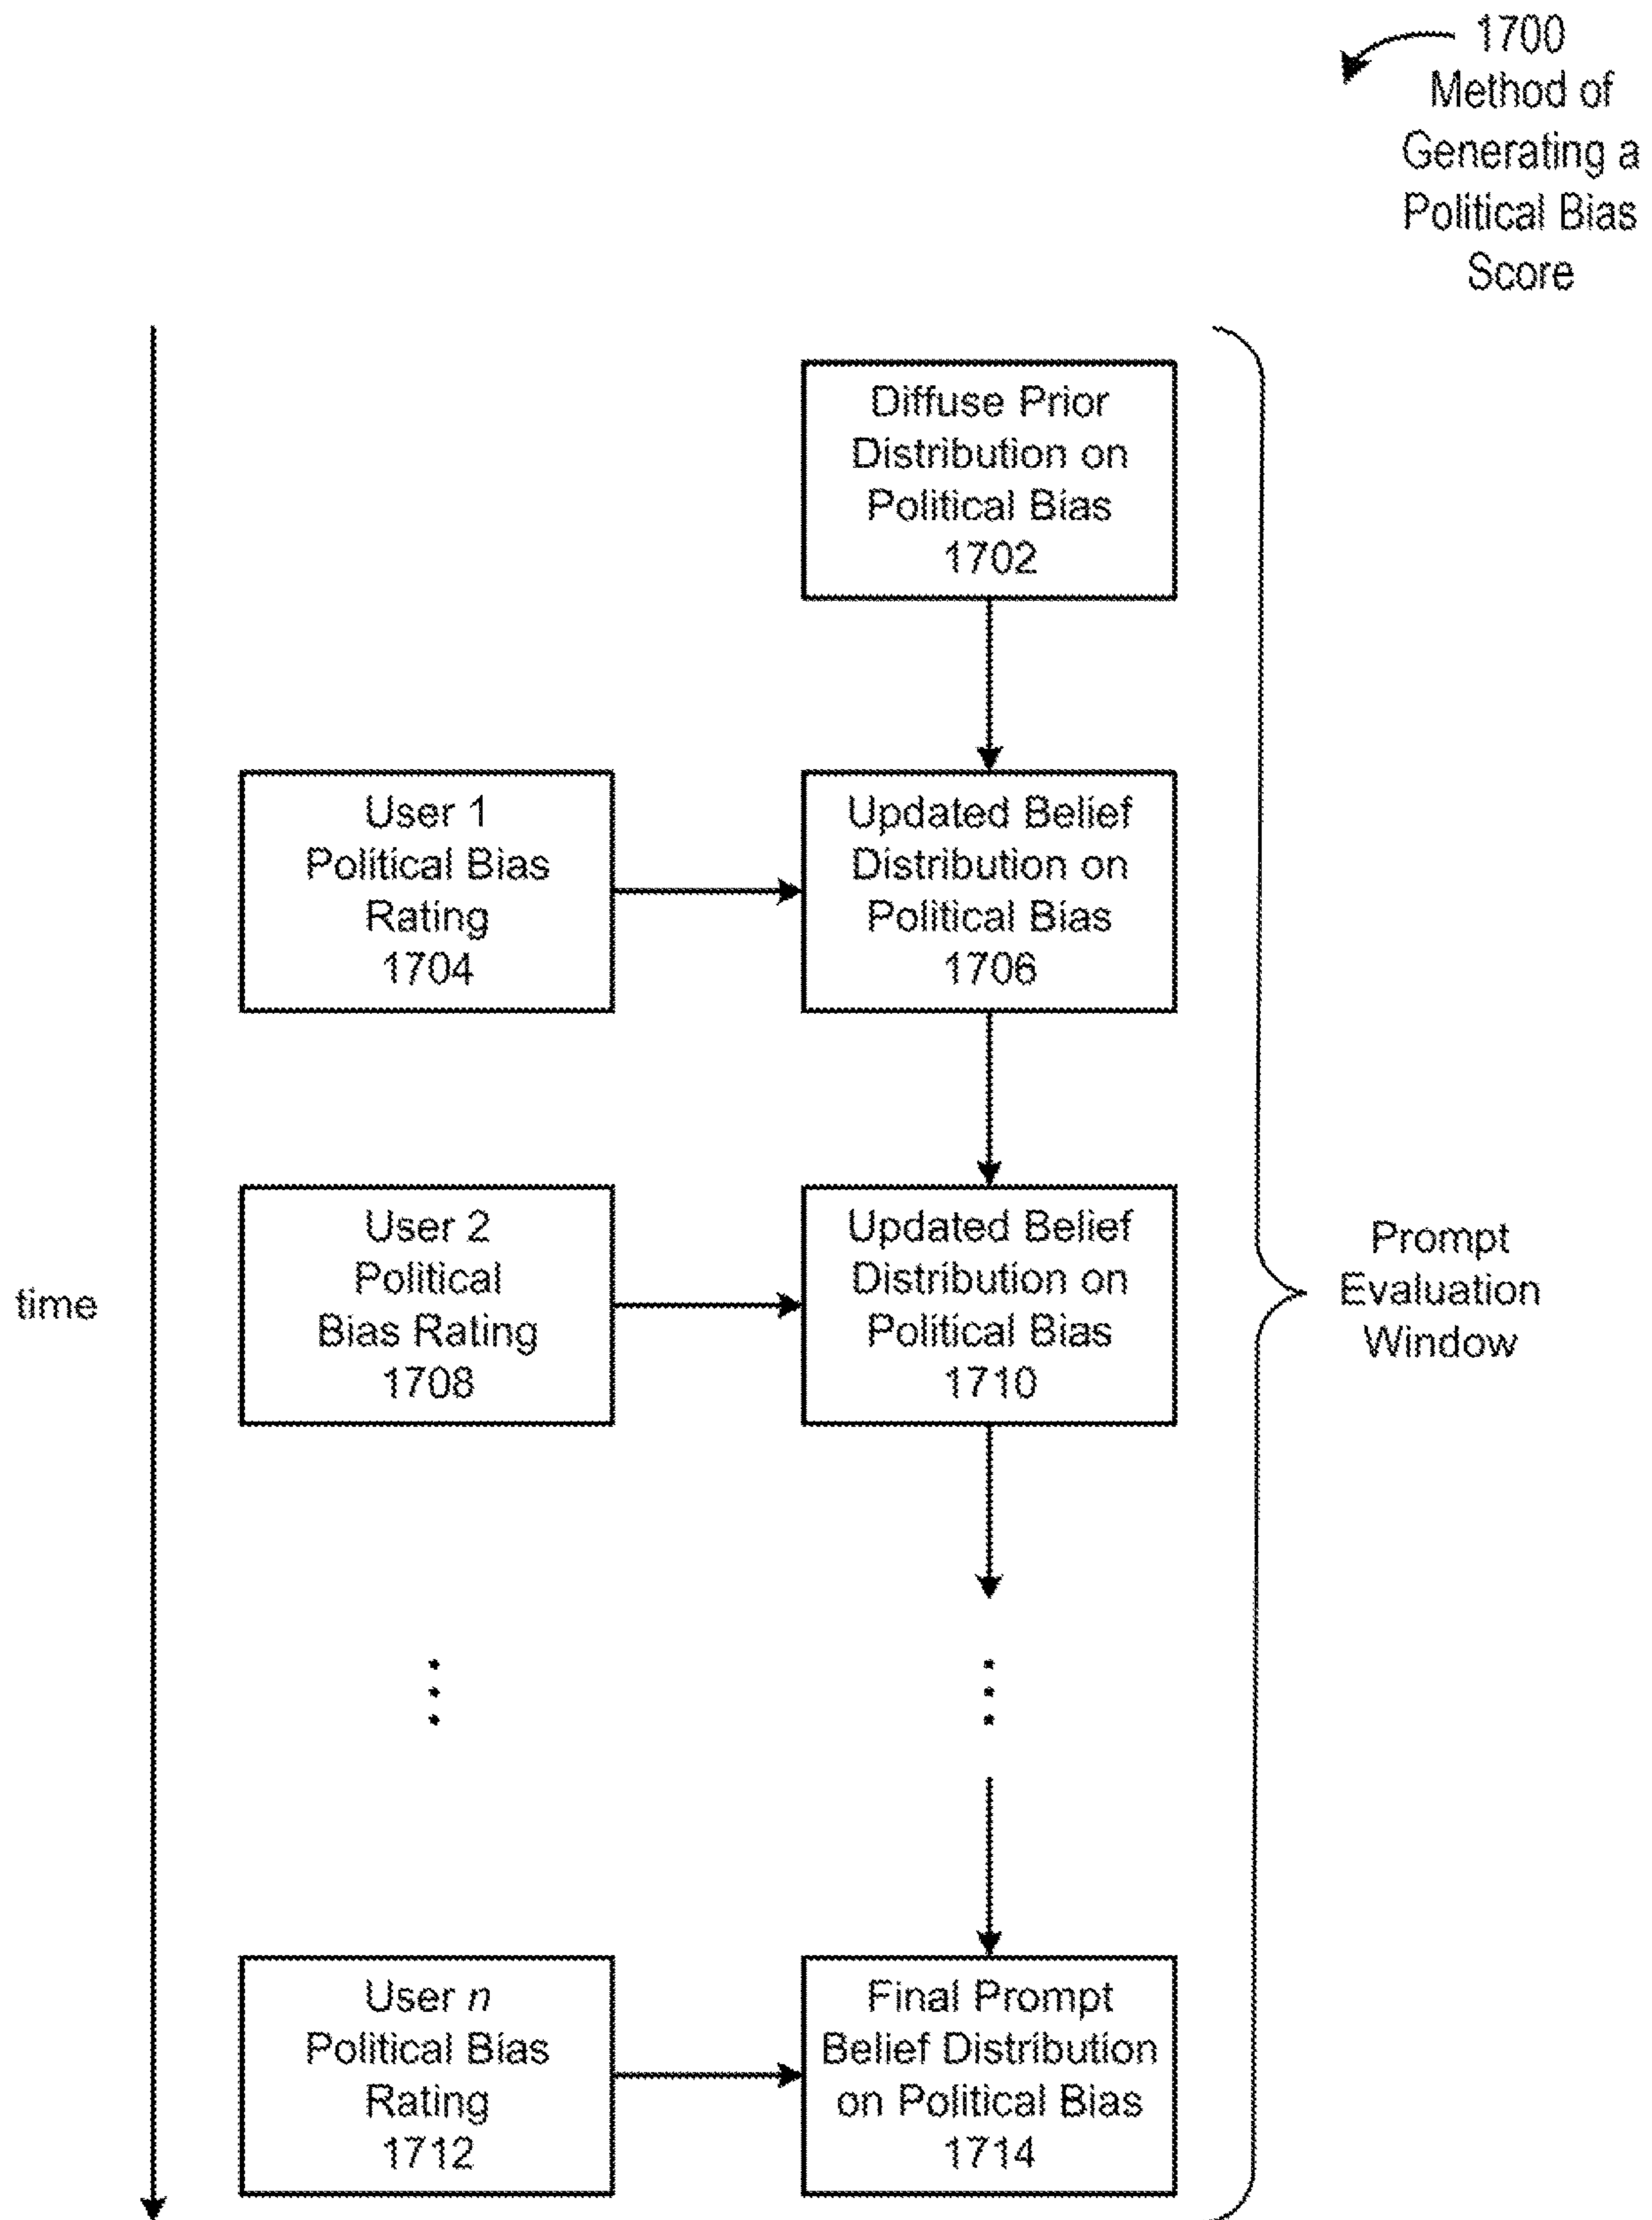 1700
Method of
Generating a
Political Bias
Score
Diffuse Prior
Distribution on
Political Bias
1702
User 1
Political Bias
Rating
1704
Updated Belief
Distribution on
Political Bias
1706
User 2
Political
Bias Rating
1708
Updated Belief
Distribution on
Political Bias
1710
time
Prompt
Evaluation
Window
User n
Political Bias
Rating
1712
Final Prompt
Belief Distribution
on Political Bias
1714